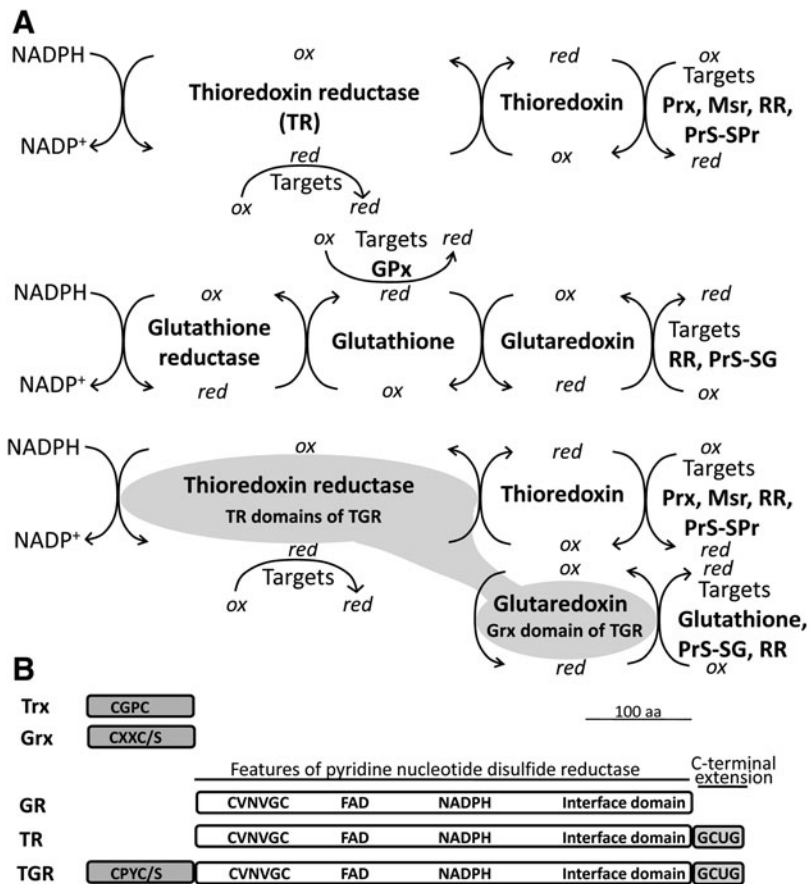 A
NADPH ox red ox
Targets
Thioredoxin reductase Thioredoxin Prx, Msr, RR,
(TR) PrS-SPr
NADP+ red ox red
Targets
ox red
ox Targets red
GPx
NADPH ox red ox red
Glutathione Glutathione Glutaredoxin Targets
reductase RR, PrS-SG
NADP+ red ox red ox
NADPH ox red ox
Targets
Thioredoxin reductase Thioredoxin Prx, Msr, RR,
TR domains of TGR PrS-SPr
NADP+ red ox red
Targets ox red
ox red Targets
Glutaredoxin Glutathione,
Grx domain of TGR PrS-SG, RR
red ox
B
Trx CGPC
Grx CXXC/S
100 aa
C-terminal
extension
Features of pyridine nucleotide disulfide reductase
GR CVNVGC FAD NADPH Interface domain
TR CVNVGC FAD NADPH Interface domain GCUG
TGR CPYC/S CVNVGC FAD NADPH Interface domain GCUG